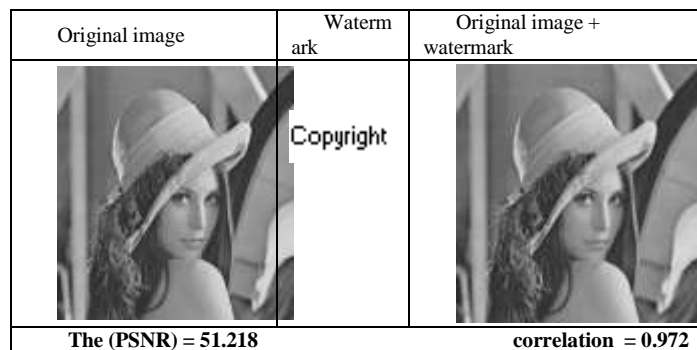 Original image
Waterm
ark
Original image +
watermark
Copyright
The (PSNR) = 51.218
correlation = 0.972